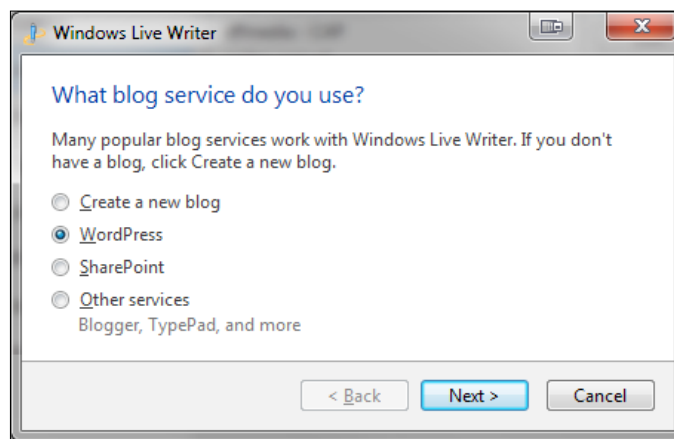 Windows Live Writer
What blog service do you use?
Many popular blog services work with Windows Live Writer. If you don't
have a blog, click Create a new blog.
Create a new blog
WordPress
SharePoint
Other services
Blogger, TypePad, and more
< Back Next > Cancel